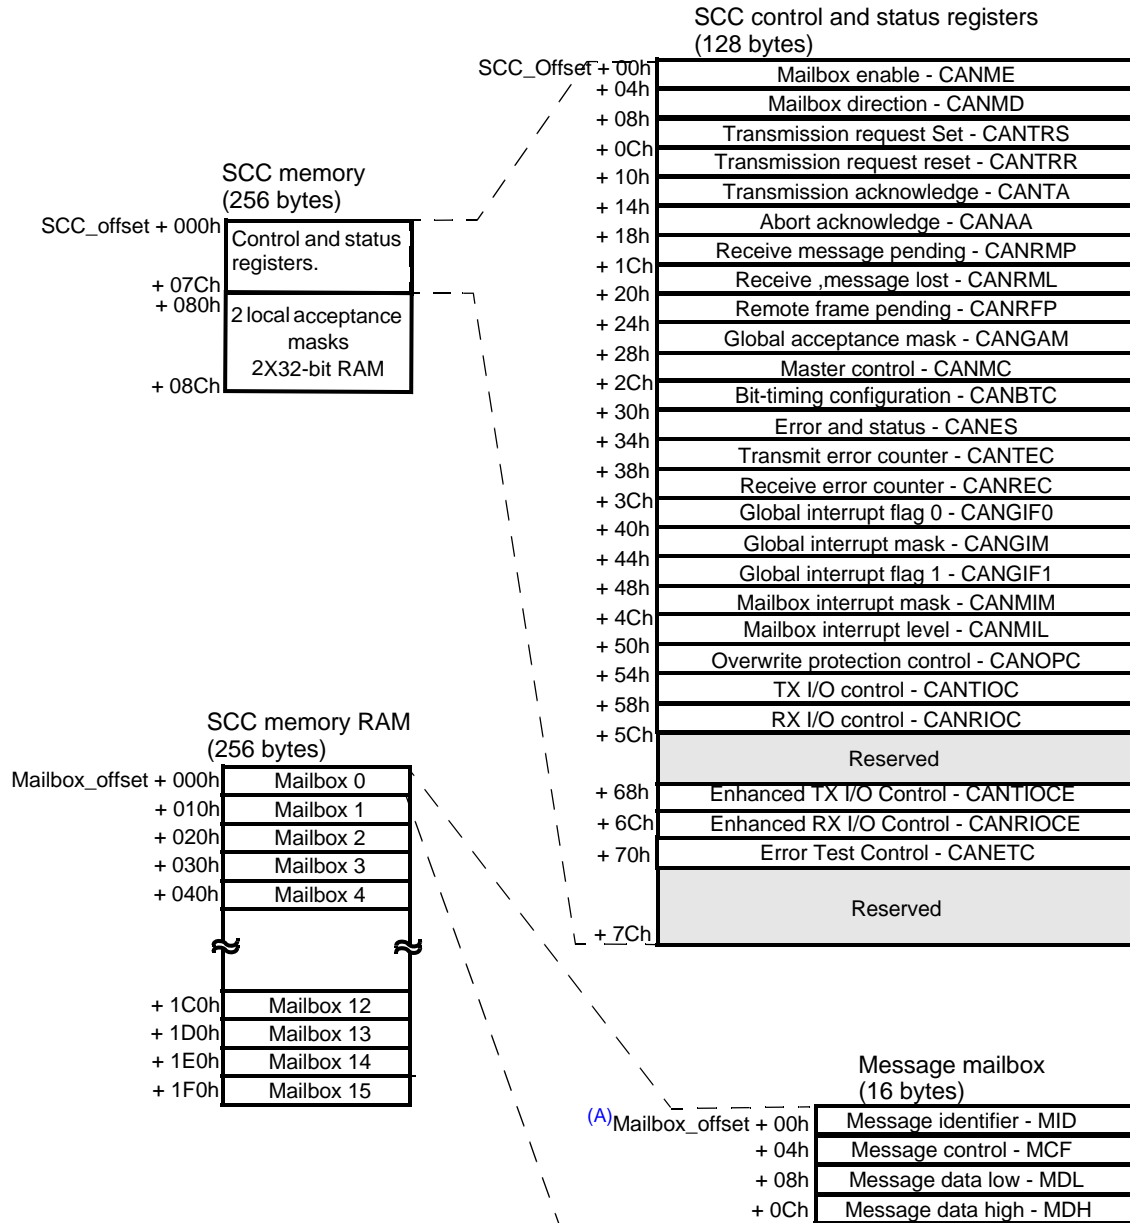 SCC control and status registers
(128 bytes)
SCC_Offset + 00h
Mailbox enable - CANME
+ 04h
Mailbox direction - CANMD
+ 08h
Transmission request Set - CANTRS
+ 0Ch
Transmission request reset - CANTRR
+ 10h
Transmission acknowledge - CANTA
+ 14h
Abort acknowledge - CANAA
+ 18h
Receive message pending - CANRMP
+ 1Ch
Receive ,message lost - CANRML
+ 20h
Remote frame pending - CANRFP
+ 24h
Global acceptance mask - CANGAM
+ 28h
Master control - CANMC
+ 2Ch
Bit-timing configuration - CANBTC
+ 30h
Error and status - CANES
+ 34h
Transmit error counter - CANTEC
+ 38h
Receive error counter - CANREC
+ 3Ch
Global interrupt flag 0 - CANGIF0
+ 40h
Global interrupt mask - CANGIM
+ 44h
Global interrupt flag 1 - CANGIF1
+ 48h
Mailbox interrupt mask - CANMIM
+ 4Ch
Mailbox interrupt level - CANMIL
+ 50h
Overwrite protection control - CANOPC
+ 54h
TX I/O control - CANTIOC
+ 58h
RX I/O control - CANRIOC
+ 5Ch
Reserved
+ 68h
Enhanced TX I/O Control - CANTIOCE
+ 6Ch
Enhanced RX I/O Control - CANRIOCE
+ 70h
Error Test Control - CANETC
Reserved
+ 7Ch
SCC memory
(256 bytes)
SCC_offset + 000h
Control and status
registers.
+ 07Ch
+ 080h
2 local acceptance
masks
2X32-bit RAM
+ 08Ch
SCC memory RAM
(256 bytes)
Mailbox_offset + 000h
Mailbox 0
+ 010h
Mailbox 1
+ 020h
Mailbox 2
+ 030h
Mailbox 3
+ 040h
Mailbox 4
+ 1C0h
Mailbox 12
+ 1D0h
Mailbox 13
+ 1E0h
Mailbox 14
+ 1F0h
Mailbox 15
Message mailbox
(16 bytes)
(A)Mailbox_offset + 00h
Message identifier - MID
+ 04h
Message control - MCF
+ 08h
Message data low - MDL
+ 0Ch
Message data high - MDH